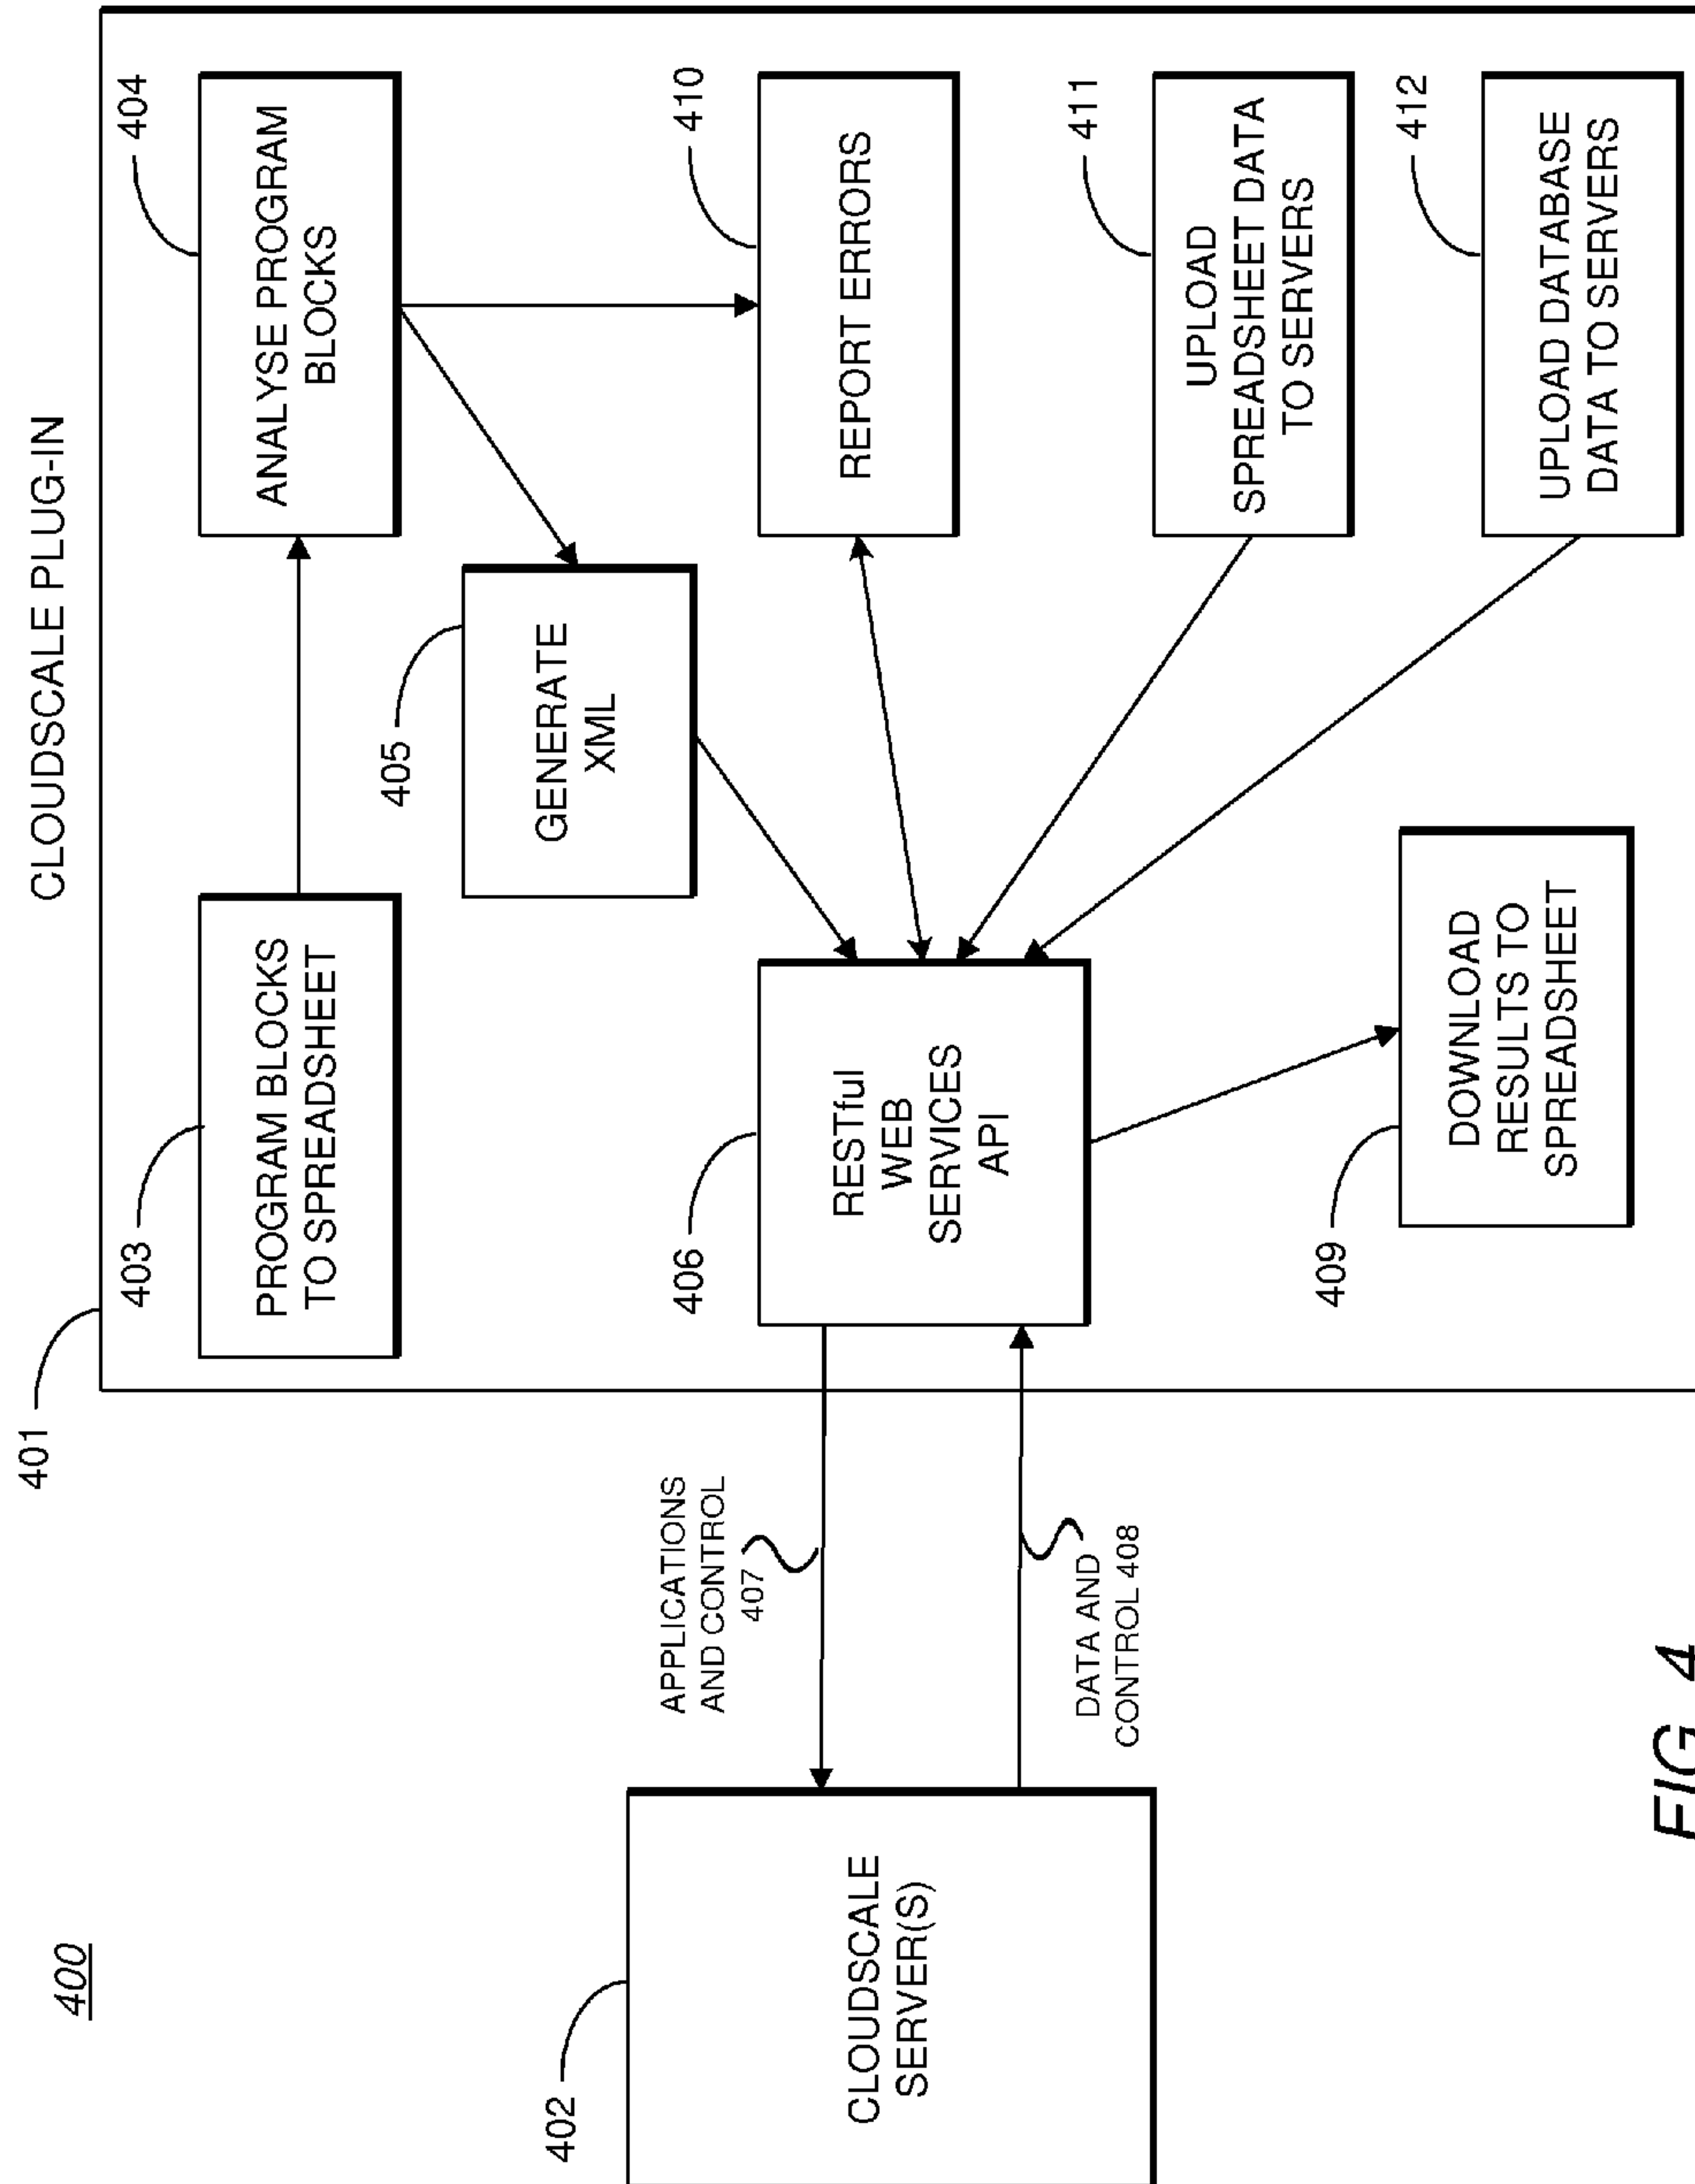 400
CLOUDSCALE PLUG-IN
401
403
PROGRAM BLOCKS
TO SPREADSHEET
404
ANALYSE PROGRAM
BLOCKS
405
GENERATE
XML
402
CLOUDSCALE
SERVER(S)
APPLICATIONS
AND CONTROL
407
DATA AND
CONTROL 408
406
RESTful
WEB
SERVICES
API
410
REPORT ERRORS
411
UPLOAD
SPREADSHEET DATA
TO SERVERS
409
DOWNLOAD
RESULTS TO
SPREADSHEET
412
UPLOAD DATABASE
DATA TO SERVERS
FIG. 4